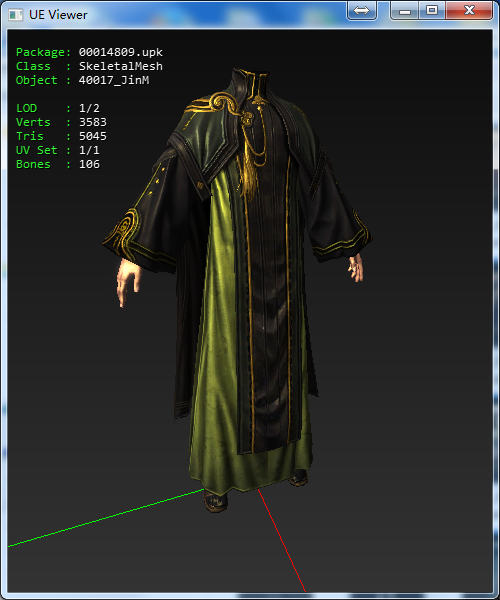 UE Viewer
Package: 00014809.upk
Class  : SkeletalMesh
Object : 40017_JinM
LOD    : 1/2
Verts  : 3583
Tris   : 5045
UV Set : 1/1
Bones  : 106